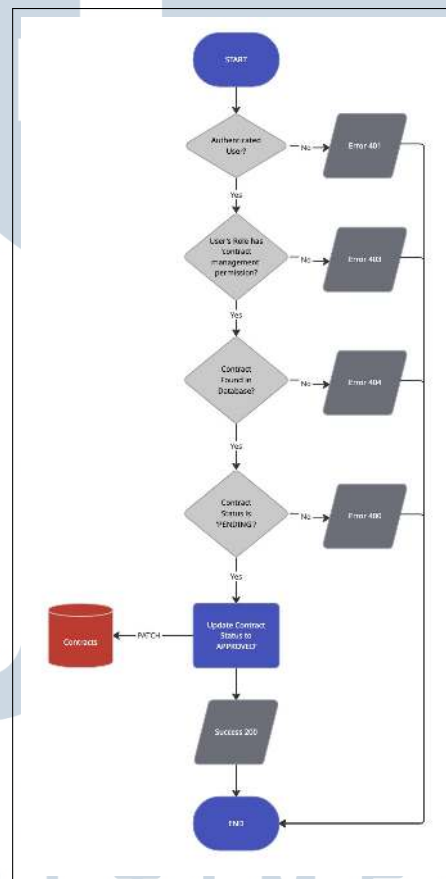 START
Authenticated
User?
No
Error 401
Yes
User's Role has
'contract
management'
permission?
No
Error 403
Yes
Contract
Found in
Database?
No
Error 404
Yes
Contract
Status is
'PENDING'?
No
Error 400
Yes
Update Contract
Status to
'APPROVED'
PATCH
Contracts
Success 200
END